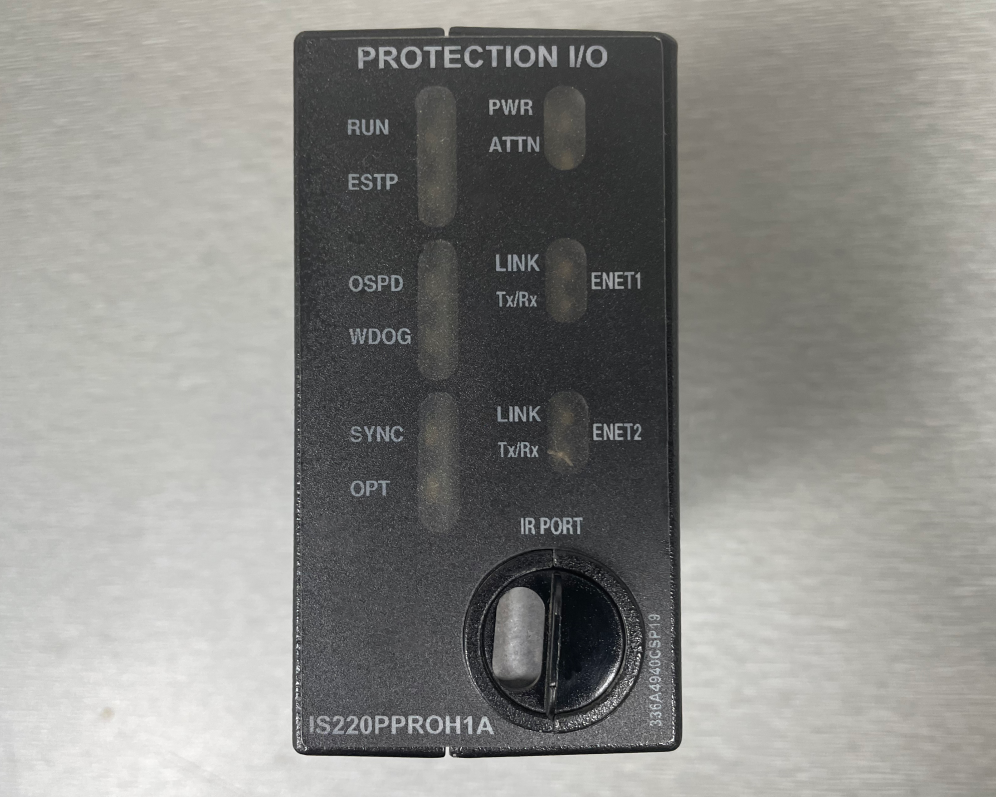 PROTECTION I/O
RUN
ESTP
PWR
ATTN
OSPD
WDOG
LINK
Tx/Rx
ENET1
SYNC
OPT
LINK
Tx/Rx
ENET2
IR PORT
336A4940CSP19
IS220PPROH1A